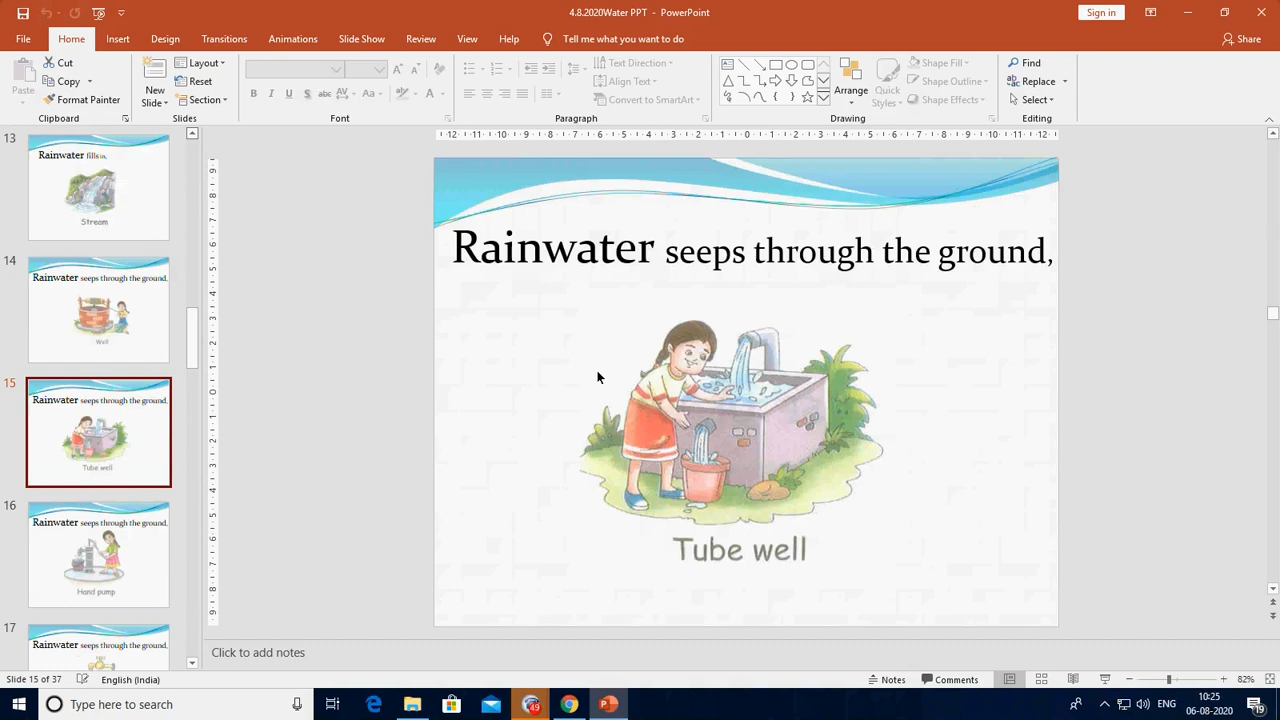 4.8.2020Water PPT - PowerPoint
Sign in
File Home Insert Design Transitions Animations Slide Show Review View Help Tell me what you want to do Share
Paste
Cut
Copy
Format Painter
Clipboard
New Slide
Layout
Reset
Section
Slides
Font
Text Direction
Align Text
Convert to SmartArt
Paragraph
Arrange
Quick Styles
Shape Fill
Shape Outline
Shape Effects
Drawing
Find
Replace
Select
Editing
13
Rainwater fills in,
Stream
14
Rainwater seeps through the ground,
Well
15
Rainwater seeps through the ground,
Tube well
16
Rainwater seeps through the ground,
Hand pump
17
Rainwater seeps through the ground,
Rainwater seeps through the ground,
Tube well
Click to add notes
Slide 15 of 37 English (India) Notes Comments 82%
Type here to search
49
ENG
10:25
06-08-2020
19